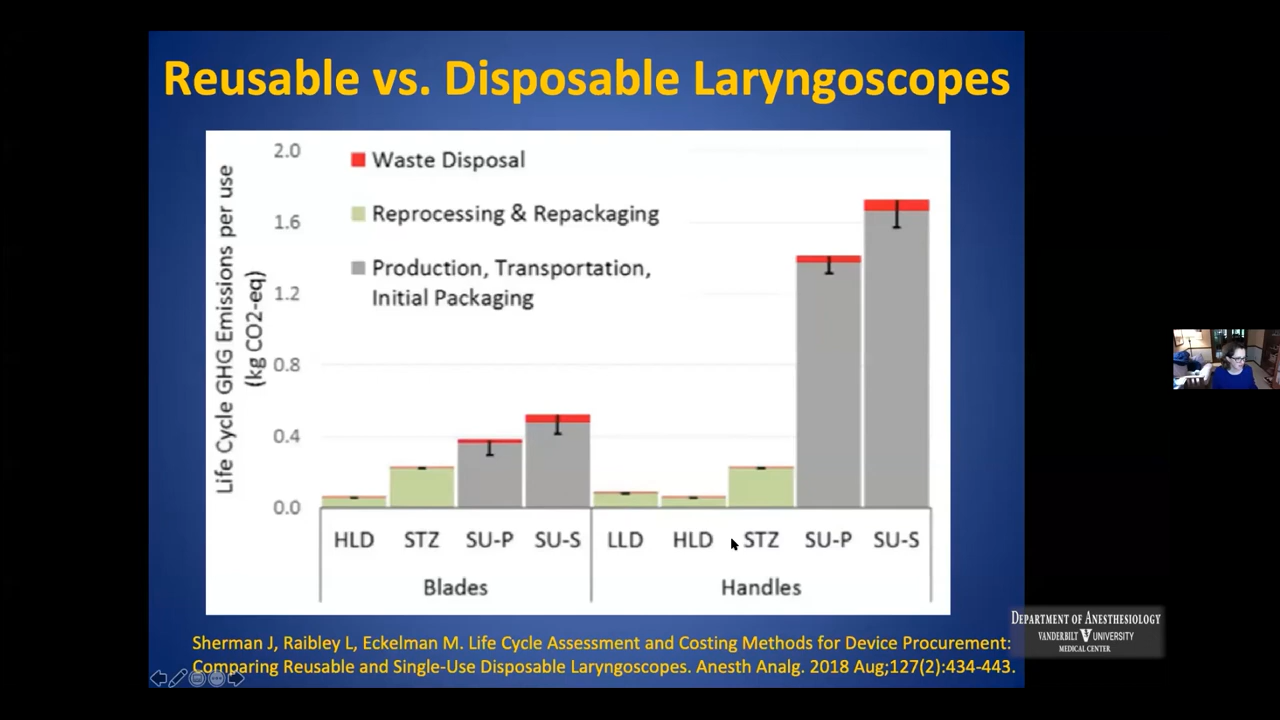 Reusable vs. Disposable Laryngoscopes
Life Cycle GHG Emissions per use
(kg CO2-eq)
2.0
1.6
1.2
0.8
0.4
0.0
Waste Disposal
Reprocessing & Repackaging
Production, Transportation,
Initial Packaging
HLD STZ SU-P SU-S LLD HLD STZ SU-P SU-S
Blades Handles
Sherman J, Raibley L, Eckelman M. Life Cycle Assessment and Costing Methods for Device Procurement:
Comparing Reusable and Single-Use Disposable Laryngoscopes. Anesth Analg. 2018 Aug;127(2):434-443.
DEPARTMENT OF ANESTHESIOLOGY
VANDERBILT UNIVERSITY
MEDICAL CENTER